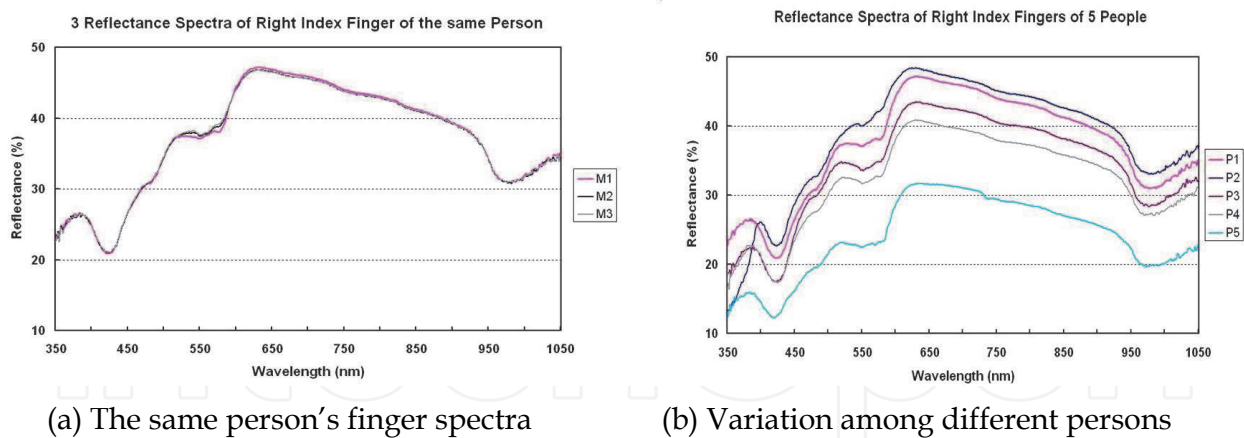 3 Reflectance Spectra of Right Index Finger of the same Person
50
40
30
20
10
Reflectance (%)
350 450 550 650 750 850 950 1050
Wavelength (nm)
M1
M2
M3
(a) The same person's finger spectra
Reflectance Spectra of Right Index Fingers of 5 People
50
40
30
20
10
Reflectance (%)
350 450 550 650 750 850 950 1050
Wavelength (nm)
P1
P2
P3
P4
P5
(b) Variation among different persons